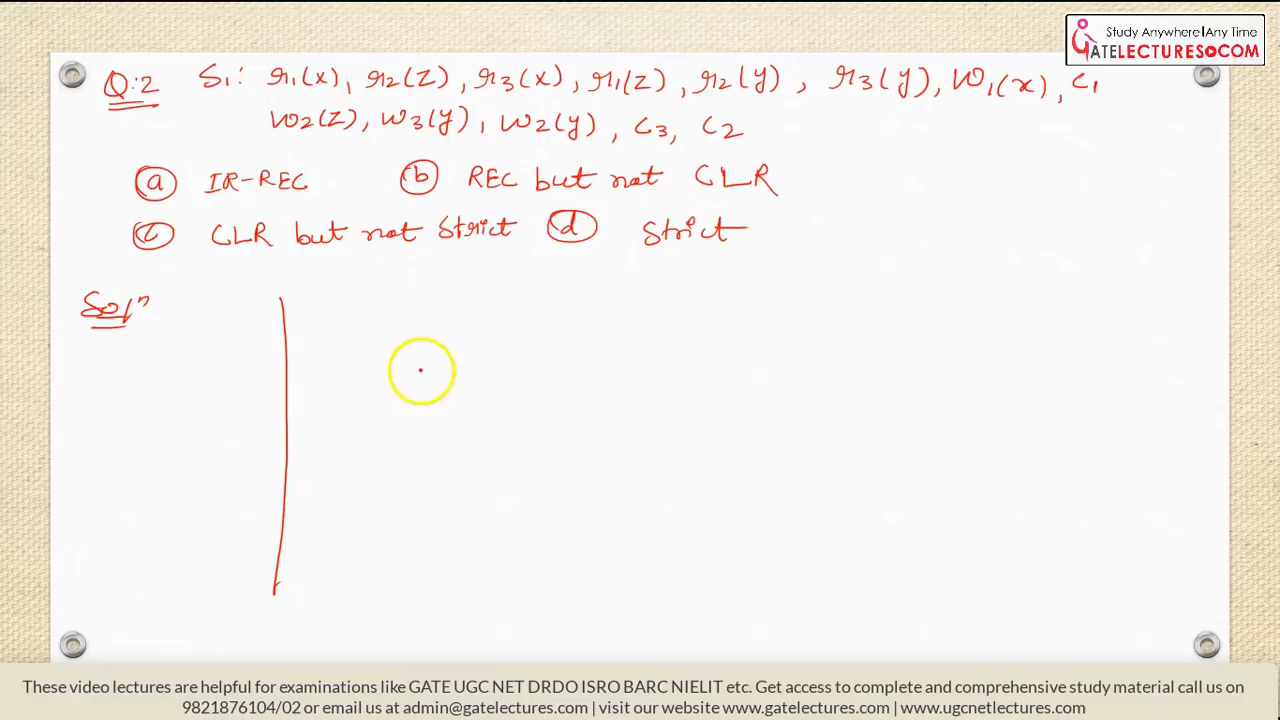 Study Anywhere Any Time
GATELECTURES.COM
Q:2 S1: r1(x), r2(z), r3(x), r1(z), r2(y), r3(y), w1(x), c1
w2(z), w3(y), w2(y), c3, c2
a IR-REC b REC but not CLR
c CLR but not strict d strict
Solⁿ
These video lectures are helpful for examinations like GATE UGC NET DRDO ISRO BARC NIELIT etc. Get access to complete and comprehensive study material call us on
9821876104/02 or email us at admin@gatelectures.com | visit our website www.gatelectures.com | www.ugcnetlectures.com